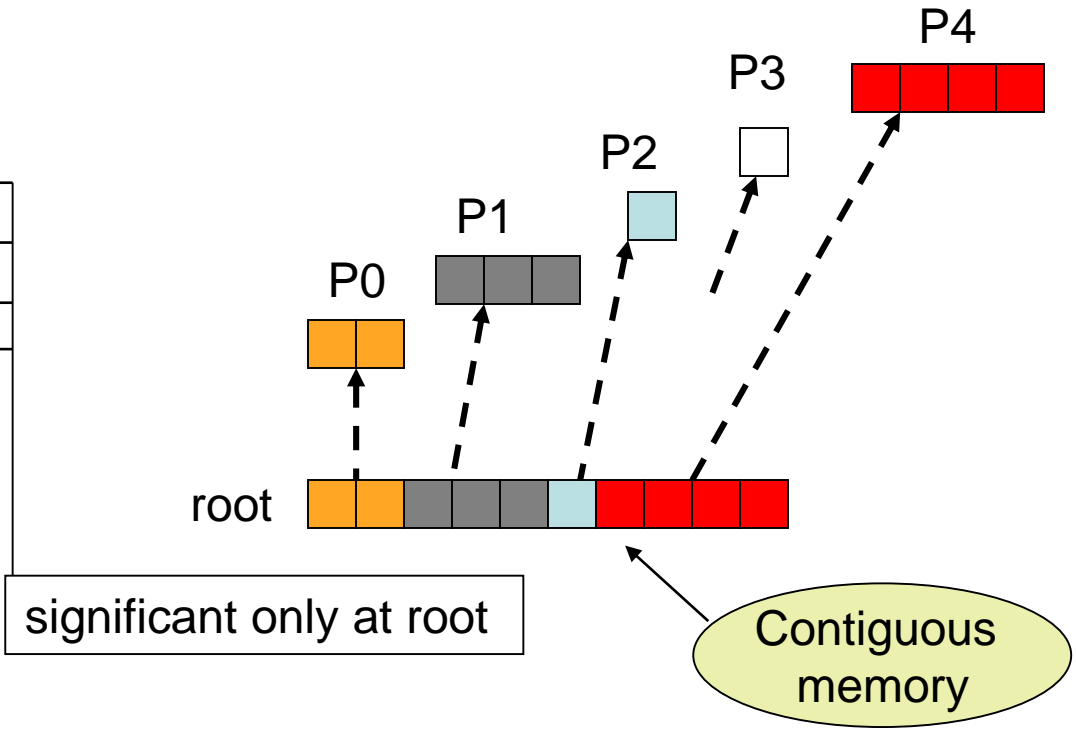 P4
P3
P2
P1
P0
root
significant only at root
Contiguous
memory